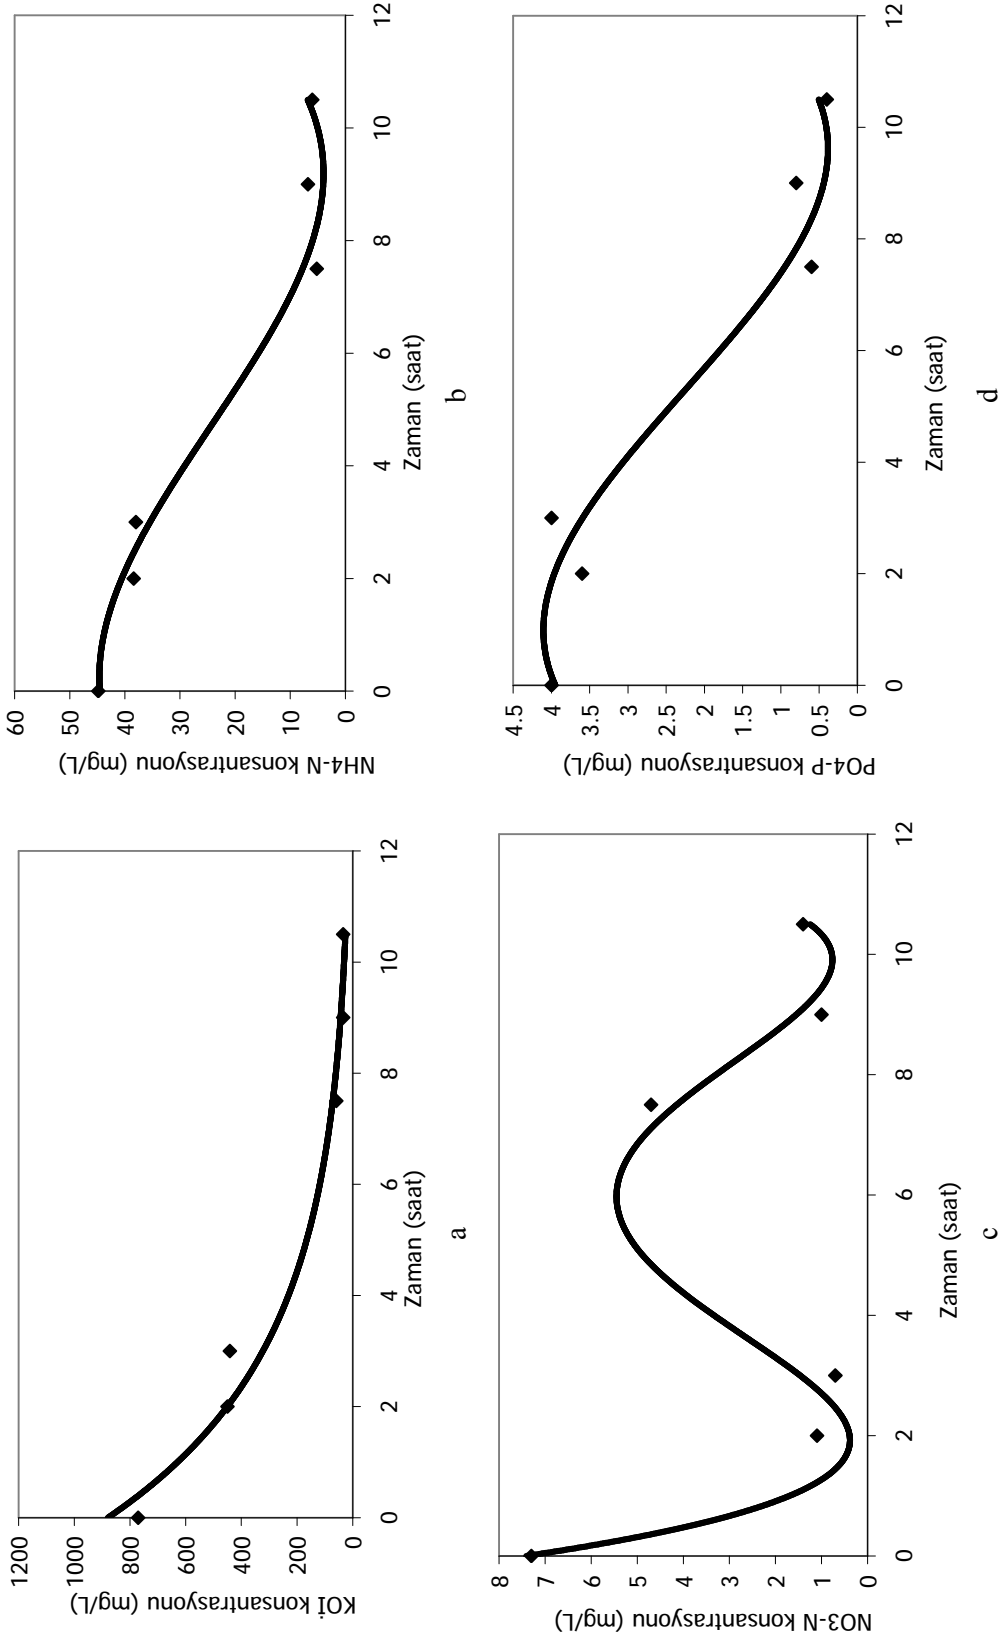 KOİ konsantrasyonu (mg/L)
1200
1000
800
600
400
200
0
0 2 4 6 8 10 12
Zaman (saat)
a
NH4-N konsantrasyonu (mg/L)
60
50
40
30
20
10
0
0 2 4 6 8 10 12
Zaman (saat)
b
NO3-N konsantrasyonu (mg/L)
8
7
6
5
4
3
2
1
0
0 2 4 6 8 10 12
Zaman (saat)
c
PO4-P konsantrasyonu (mg/L)
4.5
4
3.5
3
2.5
2
1.5
1
0.5
0
0 2 4 6 8 10 12
Zaman (saat)
d